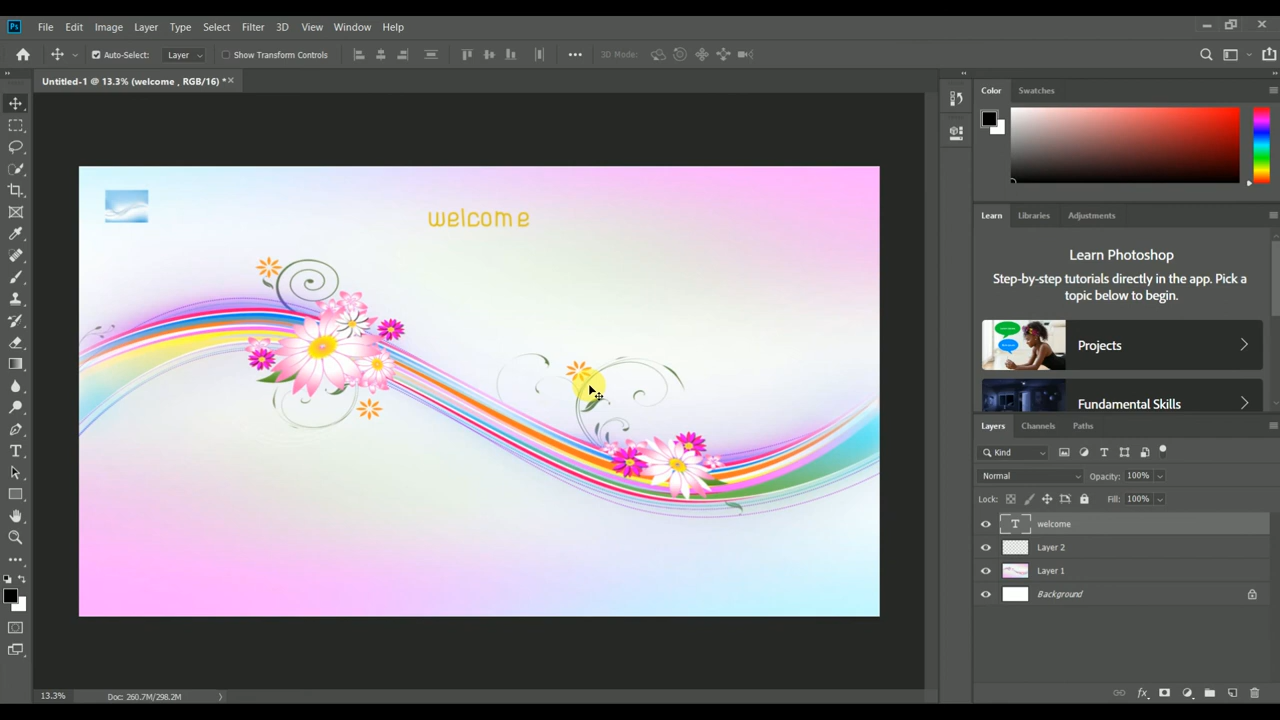 Ps File Edit Image Layer Type Select Filter 3D View Window Help
Auto-Select: Layer Show Transform Controls 3D Mode:
Untitled-1 @ 13.3% (welcome , RGB/16) *
welcome
Color Swatches
Learn Libraries Adjustments
Learn Photoshop
Step-by-step tutorials directly in the app. Pick a
topic below to begin.
Projects
Fundamental Skills
Layers Channels Paths
Kind
Normal Opacity: 100%
Lock: Fill: 100%
T welcome
Layer 2
Layer 1
Background
fx
13.3% Doc: 260.7M/298.2M